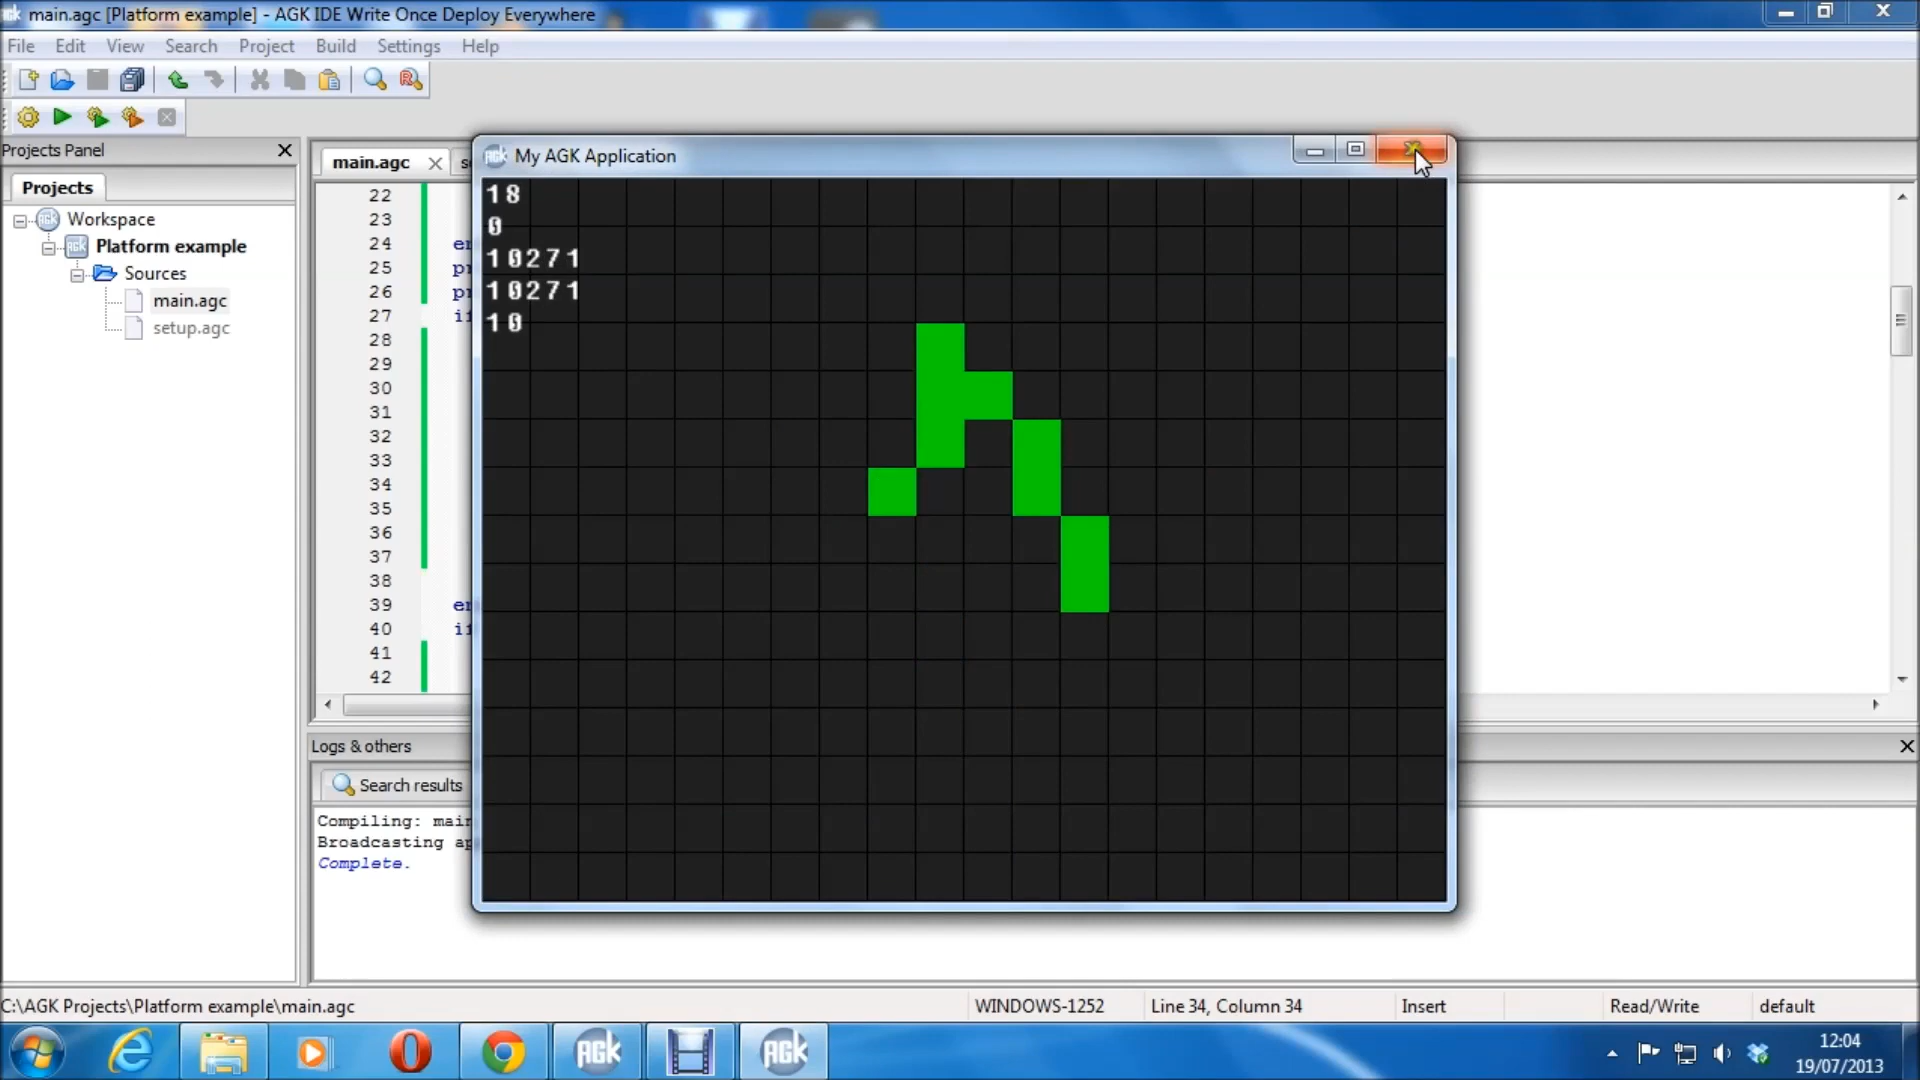 main.agc [Platform example] - AGK IDE Write Once Deploy Everywhere
File Edit View Search Project Build Settings Help
Projects Panel
Projects
Workspace
Platform example
Sources
main.agc
setup.agc
main.agc
22
23
24
25
26
27
28
29
30
31
32
33
34
35
36
37
38
39
40
41
42
My AGK Application
18
0
10271
10271
10
Logs & others
Search results
Compiling: main
Broadcasting ap
Complete.
C:\AGK Projects\Platform example\main.agc WINDOWS-1252 Line 34, Column 34 Insert Read/Write default
AGK
AGK
12:04
19/07/2013